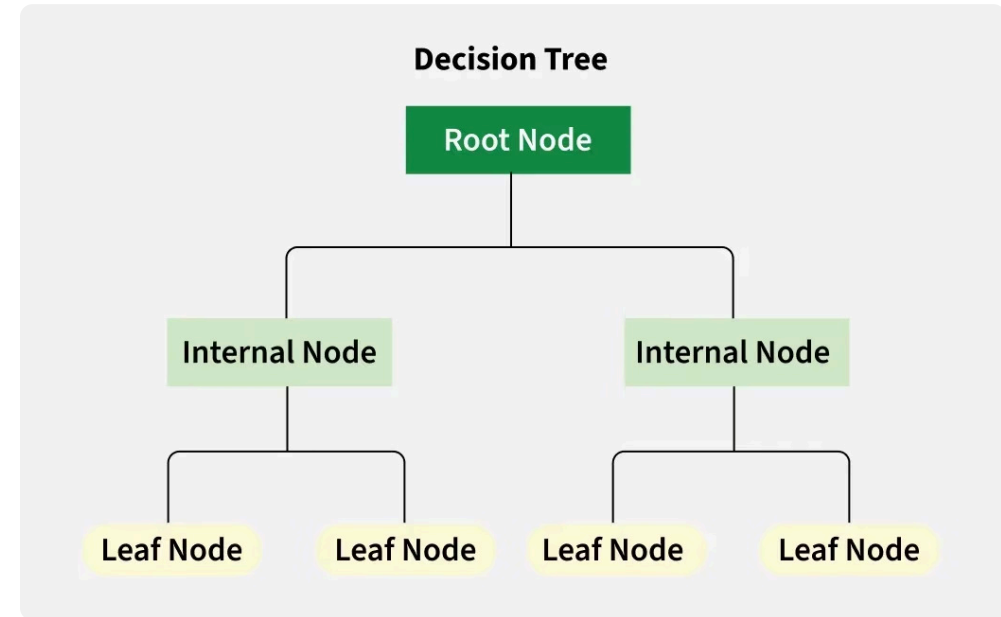 Decision Tree
Root Node
Internal Node
Internal Node
Leaf Node
Leaf Node
Leaf Node
Leaf Node